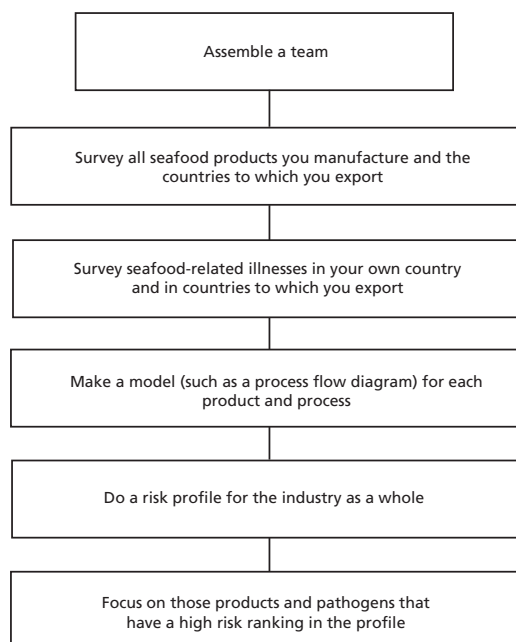 Assemble a team
Survey all seafood products you manufacture and the
countries to which you export
Survey seafood-related illnesses in your own country
and in countries to which you export
Make a model (such as a process flow diagram) for each
product and process
Do a risk profile for the industry as a whole
Focus on those products and pathogens that
have a high risk ranking in the profile